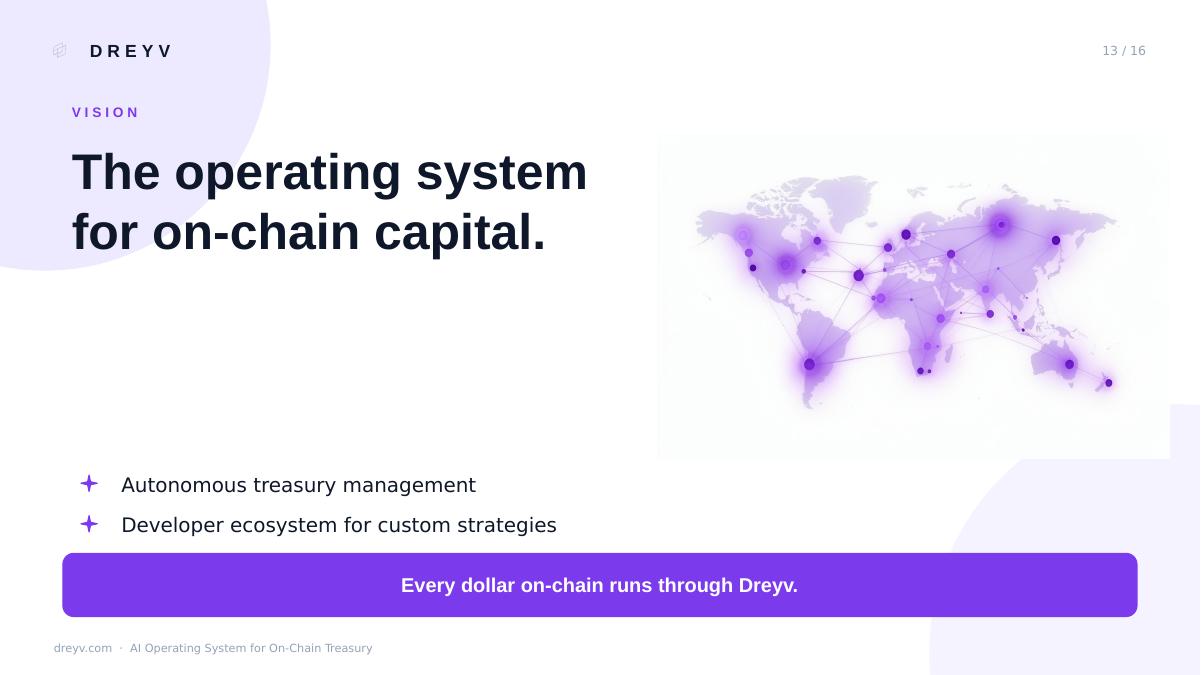 DREYV
13 / 16
VISION
The operating system
for on-chain capital.
Autonomous treasury management
Developer ecosystem for custom strategies
Every dollar on-chain runs through Dreyv.
dreyv.com · AI Operating System for On-Chain Treasury